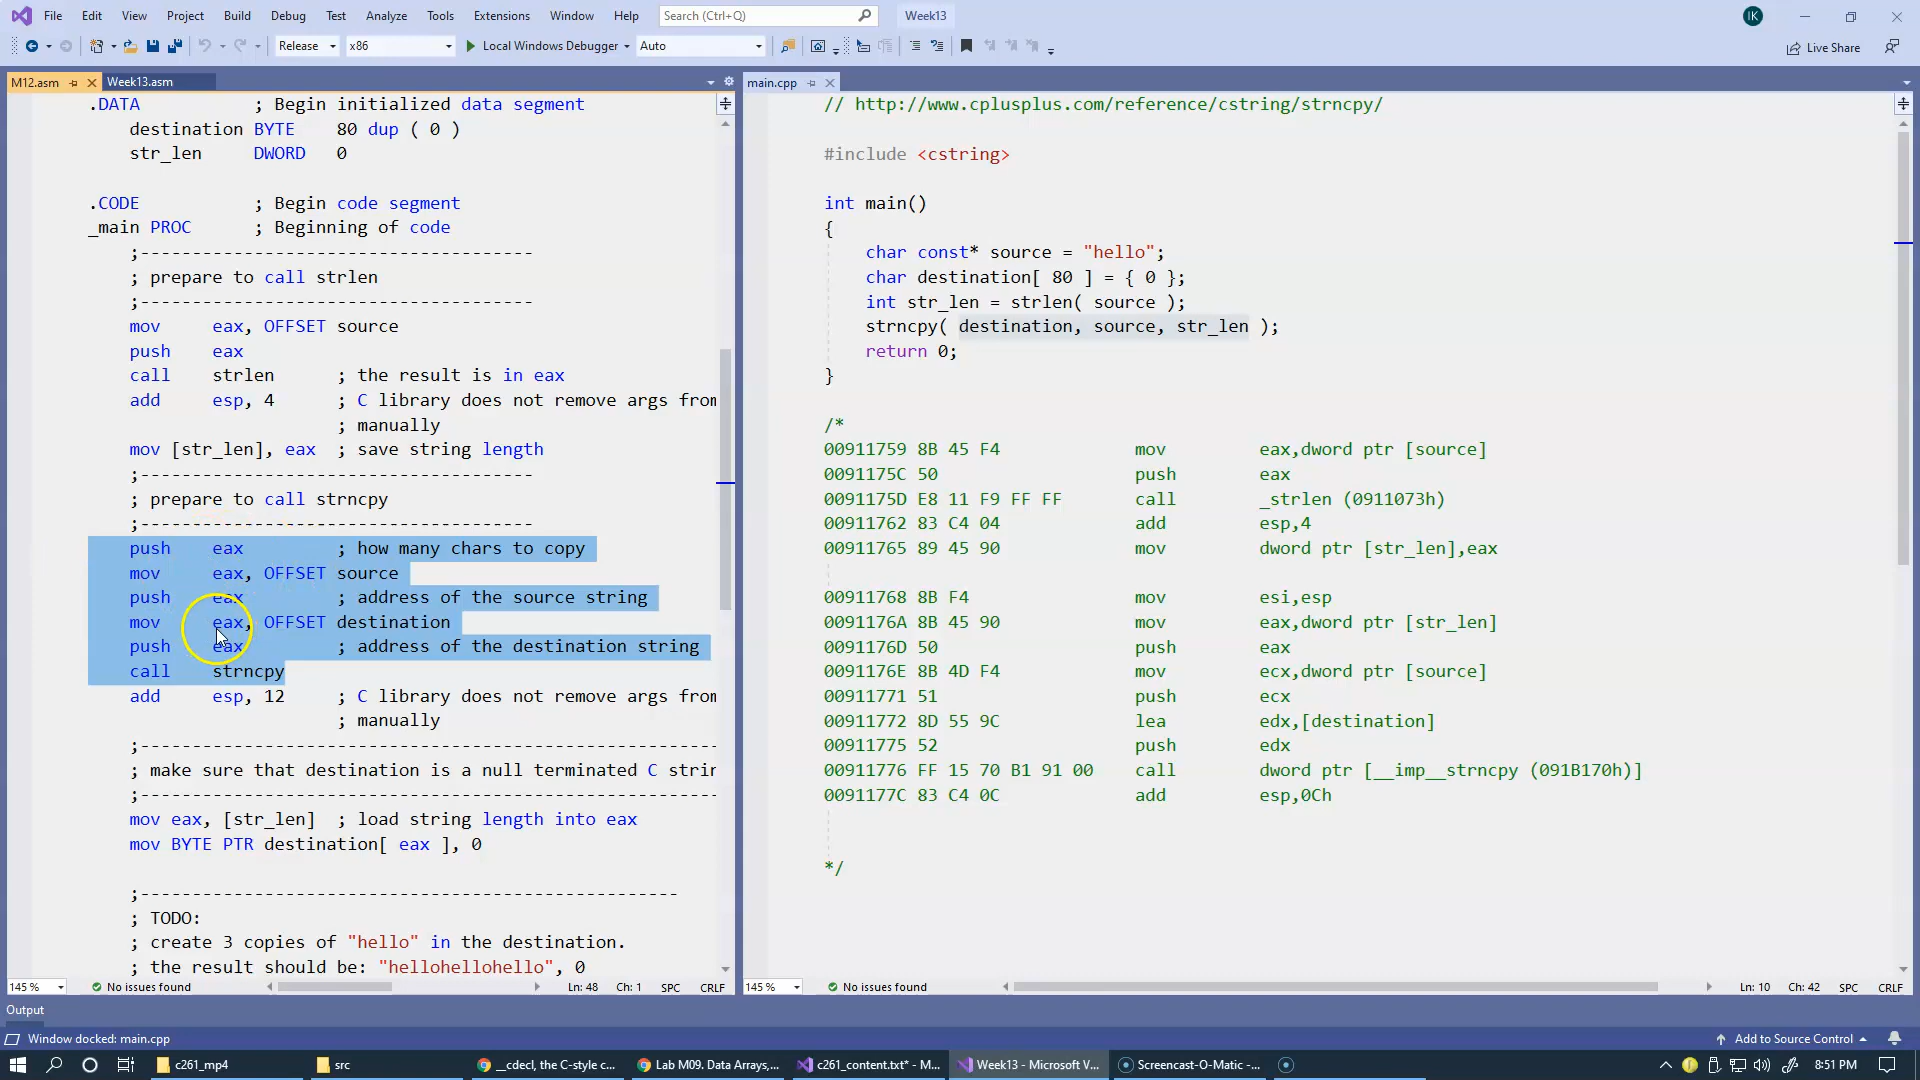 File Edit View Project Build Debug Test Analyze Tools Extensions Window Help Search (Ctrl+Q) Week13 IK
Release x86 Local Windows Debugger Auto Live Share
M12.asm Week13.asm
.DATA ; Begin initialized data segment
destination BYTE 80 dup ( 0 )
str_len DWORD 0
.CODE ; Begin code segment
_main PROC ; Beginning of code
;--------------------------------------
; prepare to call strlen
;--------------------------------------
mov eax, OFFSET source
push eax
call strlen ; the result is in eax
add esp, 4 ; C library does not remove args from
; manually
mov [str_len], eax ; save string length
;--------------------------------------
; prepare to call strncpy
;--------------------------------------
push eax ; how many chars to copy
mov eax, OFFSET source
push eax ; address of the source string
mov eax, OFFSET destination
push eax ; address of the destination string
call strncpy
add esp, 12 ; C library does not remove args from
; manually
;--------------------------------------------------------
; make sure that destination is a null terminated C strin
;--------------------------------------------------------
mov eax, [str_len] ; load string length into eax
mov BYTE PTR destination[ eax ], 0
;----------------------------------------------------
; TODO:
; create 3 copies of "hello" in the destination.
; the result should be: "hellohellohello", 0
145 % No issues found Ln: 48 Ch: 1 SPC CRLF
main.cpp
// http://www.cplusplus.com/reference/cstring/strncpy/
#include <cstring>
int main()
{
char const* source = "hello";
char destination[ 80 ] = { 0 };
int str_len = strlen( source );
strncpy( destination, source, str_len );
return 0;
}
/*
00911759 8B 45 F4 mov eax,dword ptr [source]
0091175C 50 push eax
0091175D E8 11 F9 FF FF call _strlen (0911073h)
00911762 83 C4 04 add esp,4
00911765 89 45 90 mov dword ptr [str_len],eax
00911768 8B F4 mov esi,esp
0091176A 8B 45 90 mov eax,dword ptr [str_len]
0091176D 50 push eax
0091176E 8B 4D F4 mov ecx,dword ptr [source]
00911771 51 push ecx
00911772 8D 55 9C lea edx,[destination]
00911775 52 push edx
00911776 FF 15 70 B1 91 00 call dword ptr [__imp__strncpy (091B170h)]
0091177C 83 C4 0C add esp,0Ch
*/
145 % No issues found Ln: 10 Ch: 42 SPC CRLF
Output
Window docked: main.cpp Add to Source Control
c261_mp4 src __cdecl, the C-style c... Lab M09. Data Arrays,... c261_content.txt* - M... Week13 - Microsoft V... Screencast-O-Matic -... 8:51 PM